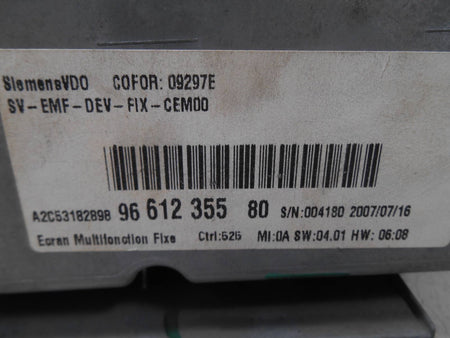 SiemensVDO COFOR: 09297E
SV-EMF-DEV-FIX-CEM00
A2C53182898 96 612 355 80 S/N:004180 2007/07/16
Ecran Multifonction Fixe Ctrl:626 MI:0A SW:04.01 HW: 06:08